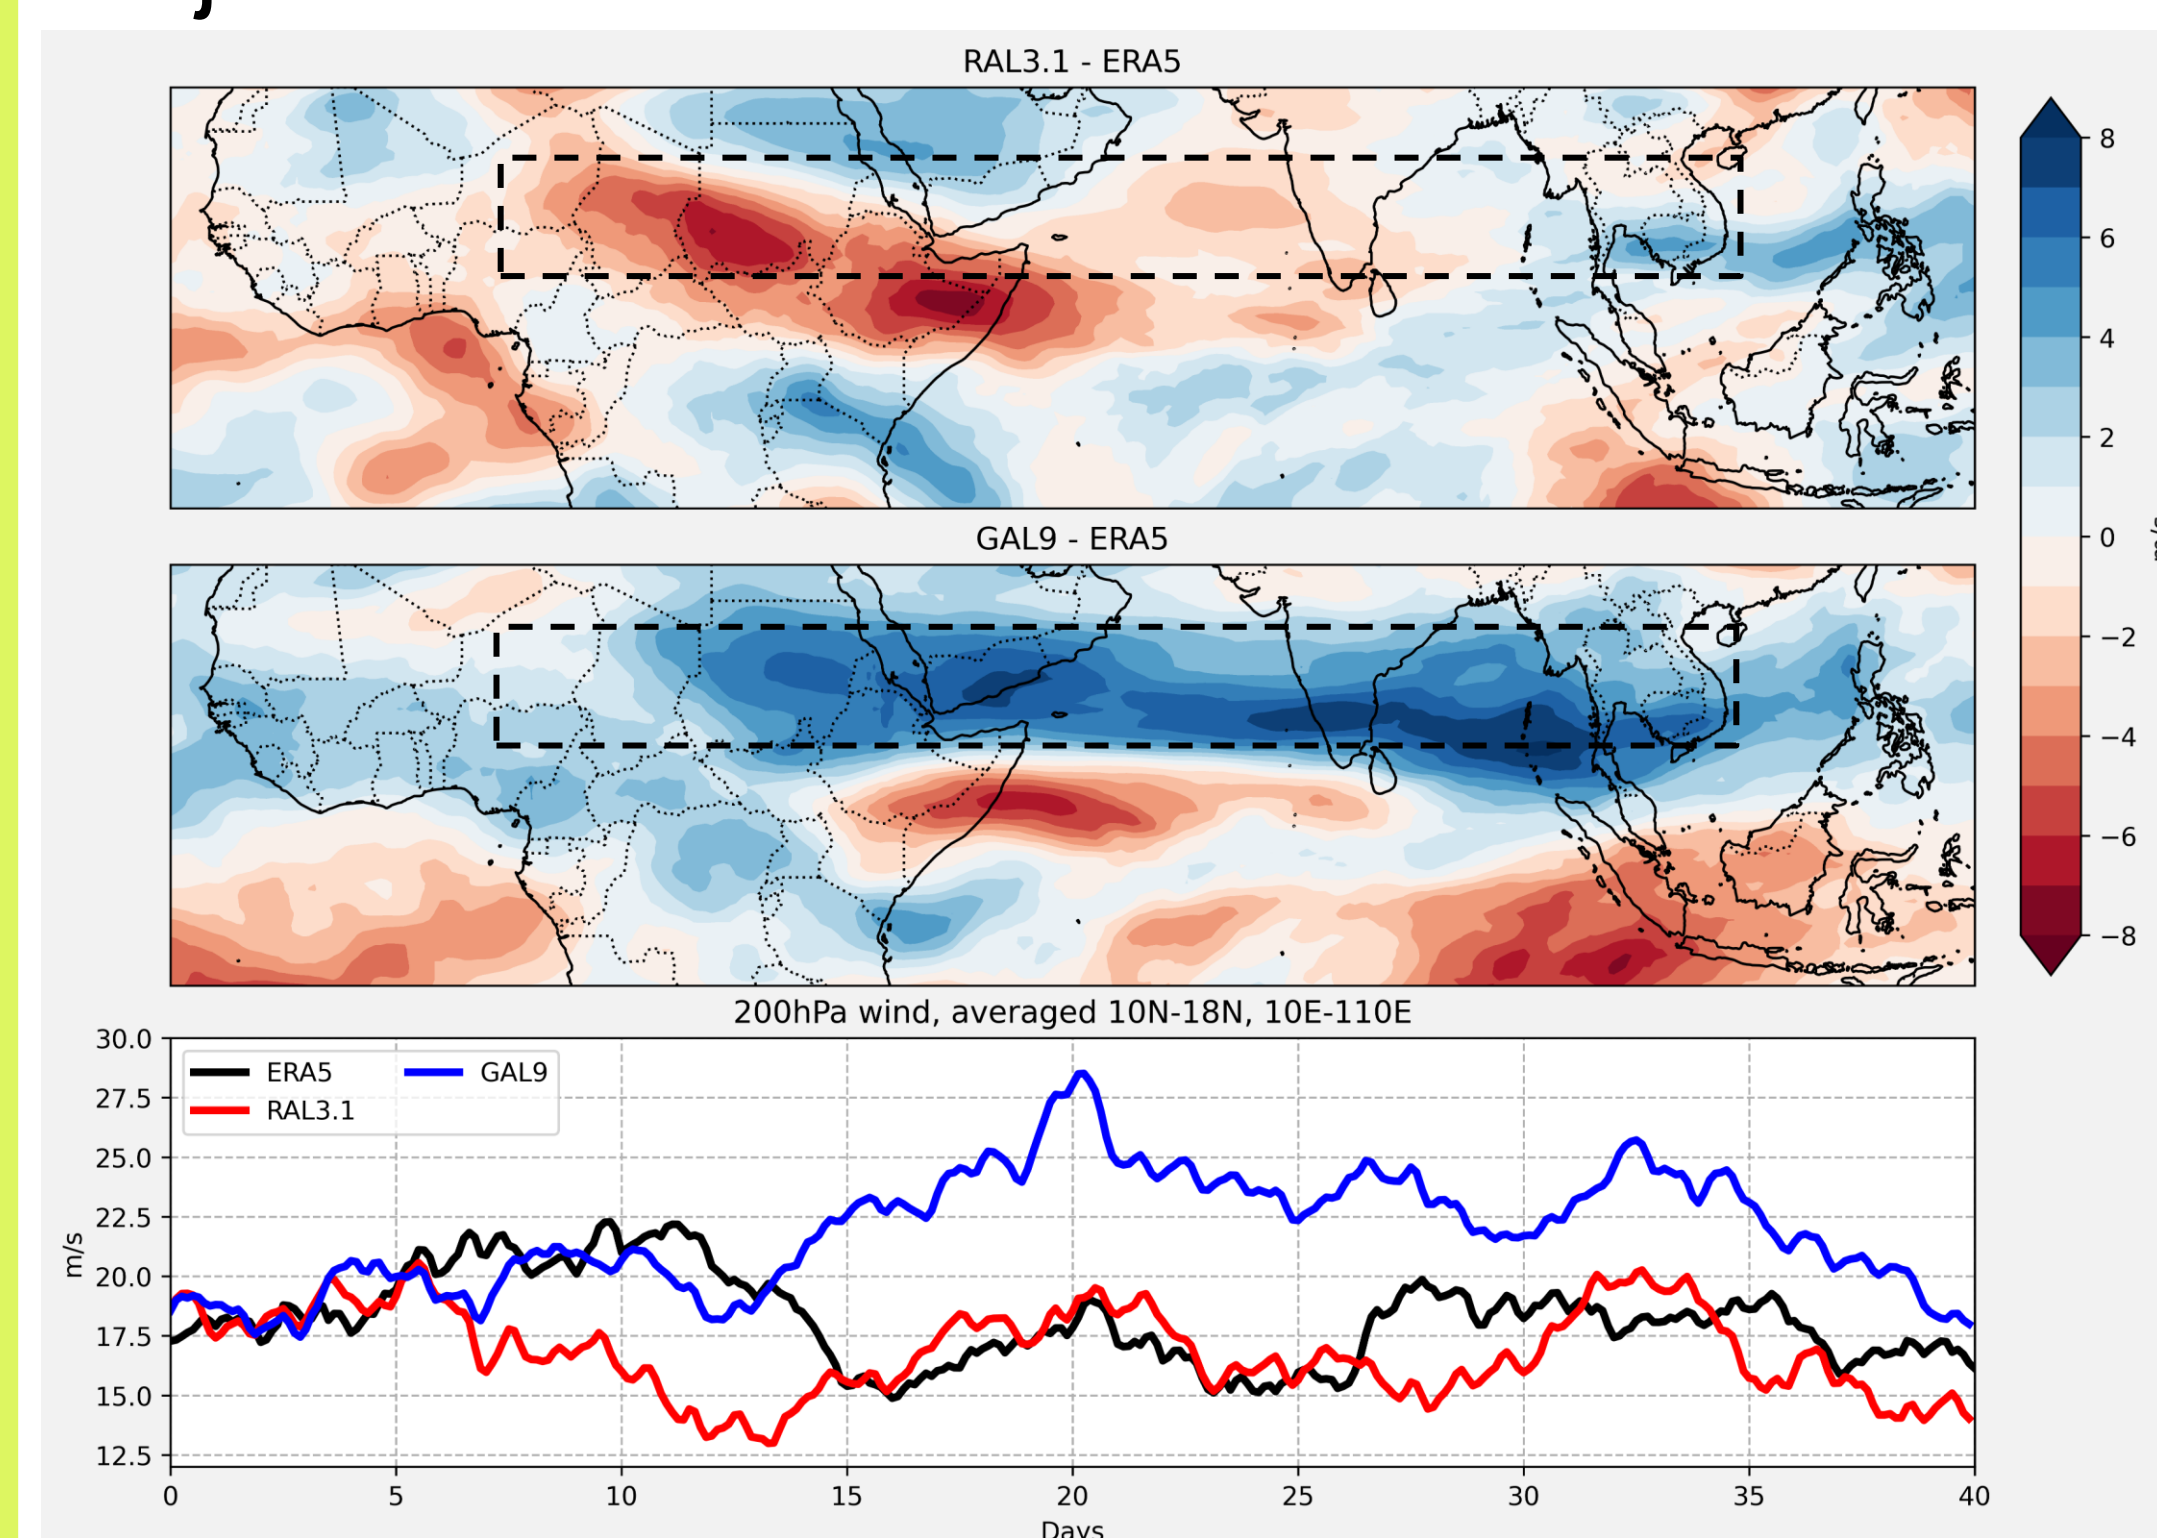 RAL3.1 - ERA5
8
6
4
2
0
−2
−4
−6
−8
GAL9 - ERA5
200hPa wind, averaged 10N-18N, 10E-110E
30.0
27.5
25.0
22.5
20.0
17.5
15.0
12.5
m/s
ERA5
GAL9
RAL3.1
0 5 10 15 20 25 30 35 40
Days